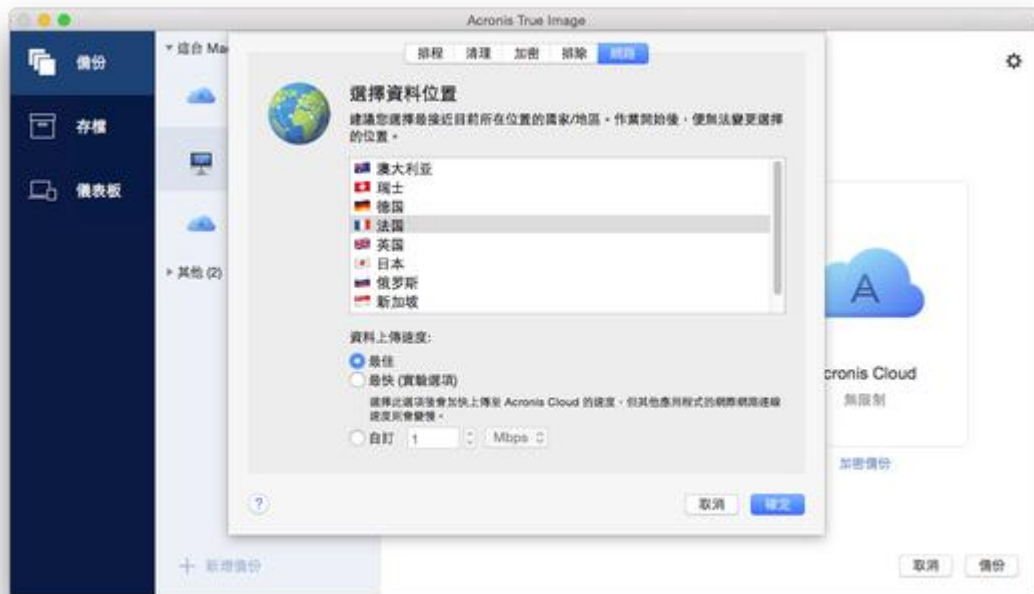 Acronis True Image
備份
存檔
儀表板
▾ 這台 Mac
▸ 其他 (2)
＋ 新增備份
排程 清理 加密 排除 網路
選擇資料位置
建議您選擇最接近目前所在位置的國家/地區。作業開始後，便無法變更選擇
的位置。
澳大利亚
瑞士
德国
法国
英国
日本
俄罗斯
新加坡
資料上傳速度:
最佳
最快 (實驗選項)
選擇此選項後會加快上傳至 Acronis Cloud 的速度，但其他應用程式的網際網路連線
速度則會變慢。
自訂 1 Mbps
? 取消 確定
cronis Cloud
無限制
加密備份
取消 備份